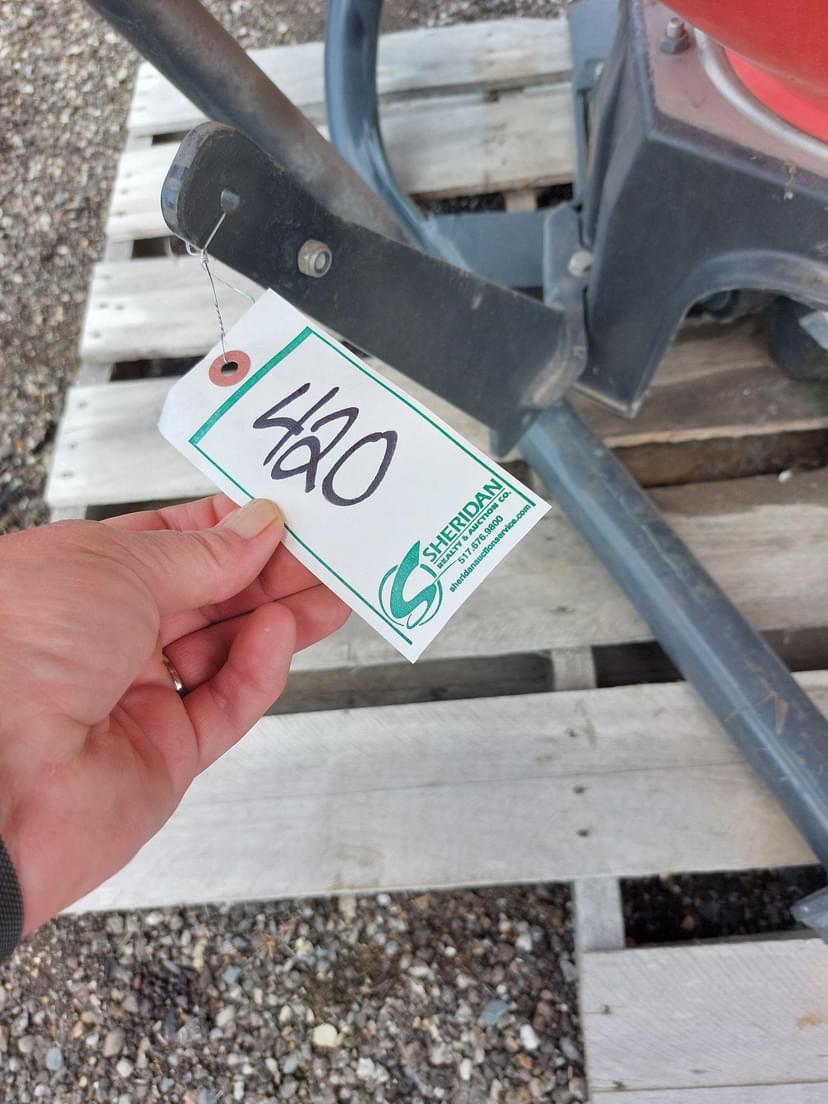 420
SHERIDAN
REALTY & AUCTION CO.
517.676.9800
sheridanauctionservice.com